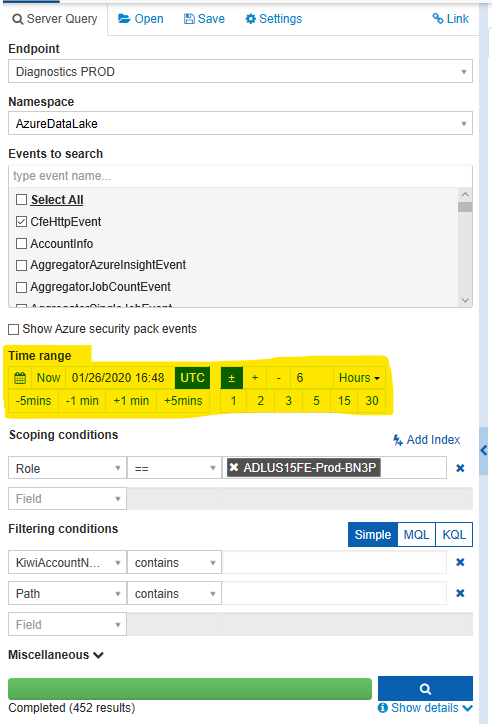 Server Query Open Save Settings Link
Endpoint
Diagnostics PROD
Namespace
AzureDataLake
Events to search
type event name...
Select All
CfeHttpEvent
AccountInfo
AggregatorAzureInsightEvent
AggregatorJobCountEvent
AggregatorSingleJobEvent
Show Azure security pack events
Time range
Now 01/26/2020 16:48 UTC ± + - 6 Hours
-5mins -1 min +1 min +5mins 1 2 3 5 15 30
Scoping conditions Add Index
Role == ADLUS15FE-Prod-BN3P
Field
Filtering conditions Simple MQL KQL
KiwiAccountN... contains
Path contains
Field
Miscellaneous
Completed (452 results) Show details